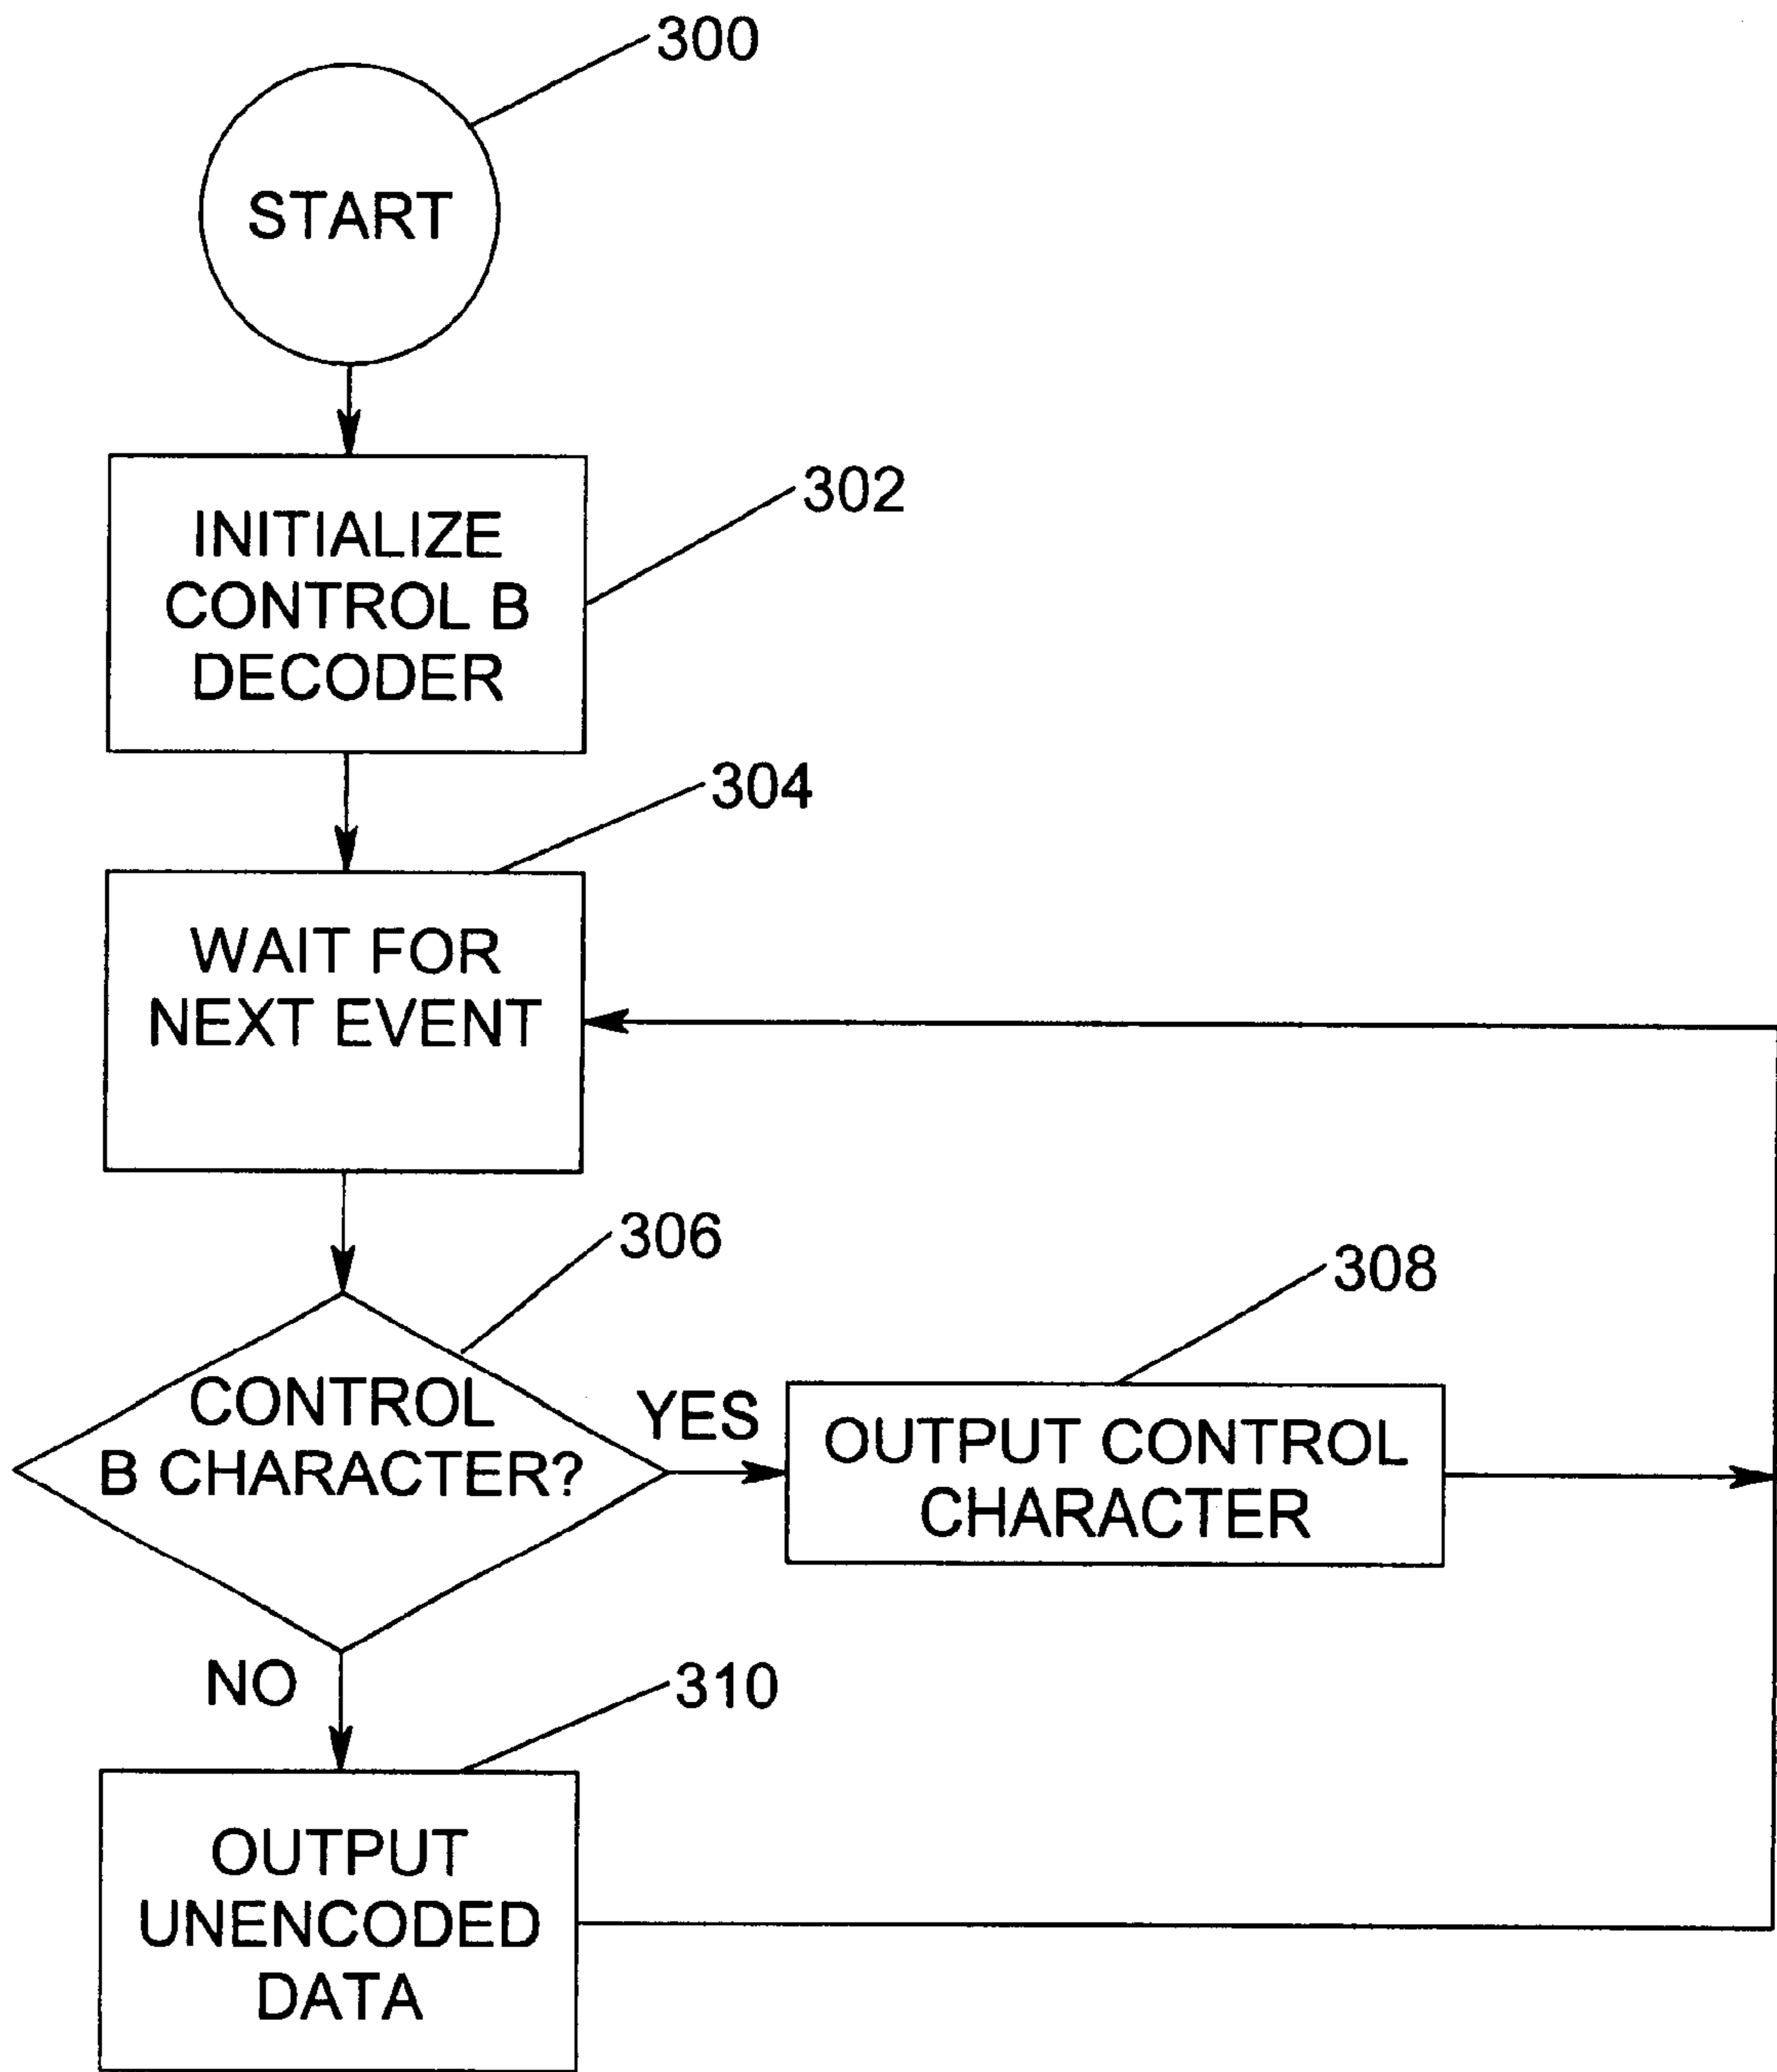 300
START
302
INITIALIZE
CONTROL B
DECODER
304
WAIT FOR
NEXT EVENT
306
308
CONTROL
B CHARACTER?
YES
OUTPUT CONTROL
CHARACTER
NO
310
OUTPUT
UNENCODED
DATA